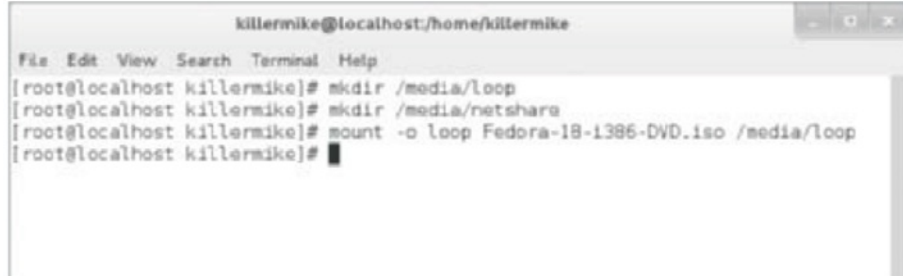 killermike@localhost:/home/killermike
File Edit View Search Terminal Help
[root@localhost killermike]# mkdir /media/loop
[root@localhost killermike]# mkdir /media/netshare
[root@localhost killermike]# mount -o loop Fedora-18-i386-DVD.iso /media/loop
[root@localhost killermike]#